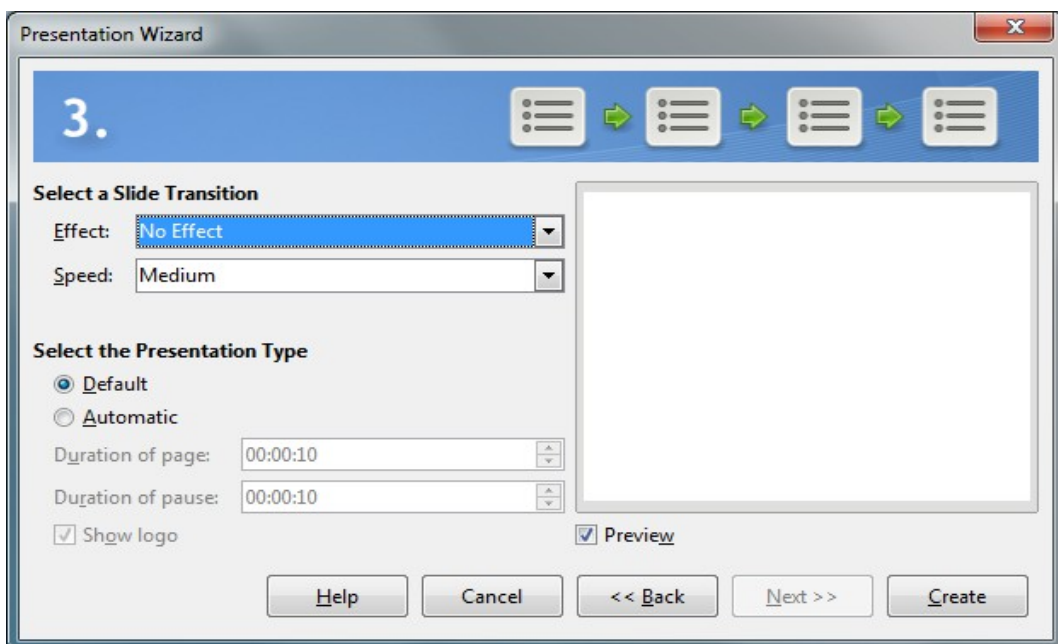 Presentation Wizard
3.
Select a Slide Transition
Effect: No Effect
Speed: Medium
Select the Presentation Type
Default
Automatic
Duration of page: 00:00:10
Duration of pause: 00:00:10
Show logo
Preview
Help Cancel << Back Next >> Create